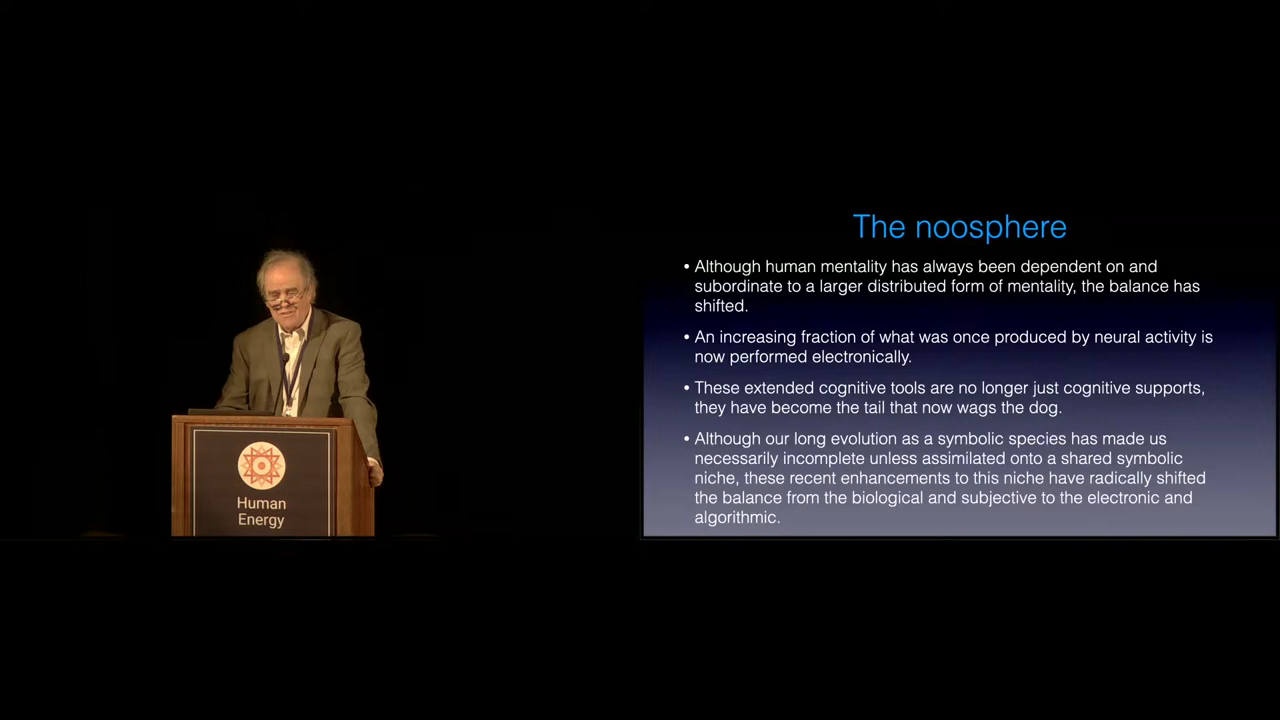 Human
Energy
The noosphere
• Although human mentality has always been dependent on and
subordinate to a larger distributed form of mentality, the balance has
shifted.
• An increasing fraction of what was once produced by neural activity is
now performed electronically.
• These extended cognitive tools are no longer just cognitive supports,
they have become the tail that now wags the dog.
• Although our long evolution as a symbolic species has made us
necessarily incomplete unless assimilated onto a shared symbolic
niche, these recent enhancements to this niche have radically shifted
the balance from the biological and subjective to the electronic and
algorithmic.